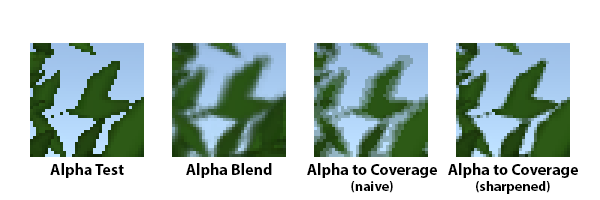 Alpha Test
Alpha Blend
Alpha to Coverage
(naive)
Alpha to Coverage
(sharpened)